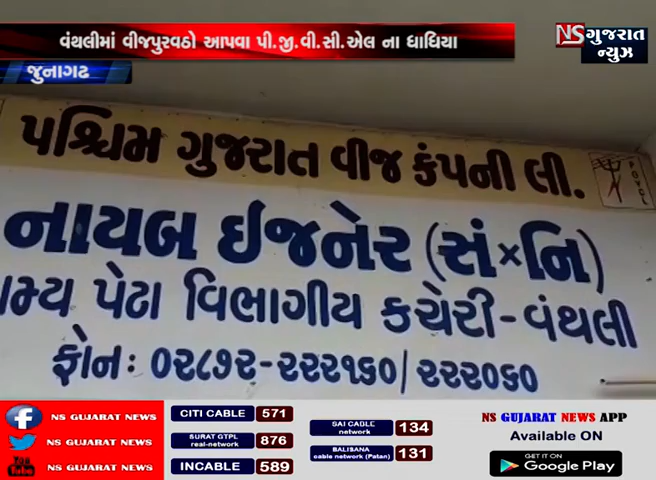 વંથલીમાં વીજપુરવઠો આપવા પી.જી.વી.સી.એલ ના ધાંધિયા
NS ગુજરાત
ન્યુઝ
જુનાગઢ
પશ્ચિમ ગુજરાત વીજ કંપની લી.
PGVCL
નાયબ ઈજનેર (સં×નિ)
ગ્રામ્ય પેટા વિભાગીય કચેરી-વંથલી
ફોન: ૦૨૮૭૨-૨૨૨૧૬૦/૨૨૨૦૬૦
NS GUJARAT NEWS
NS GUJARAT NEWS
You Tube NS GUJARAT NEWS
CITI CABLE 571
SURAT GTPL
real-network 876
INCABLE 589
SAI CABLE
network 134
BALISANA
cable network (Patan) 131
NS GUJARAT NEWS APP
Available ON
GET IT ON
Google Play